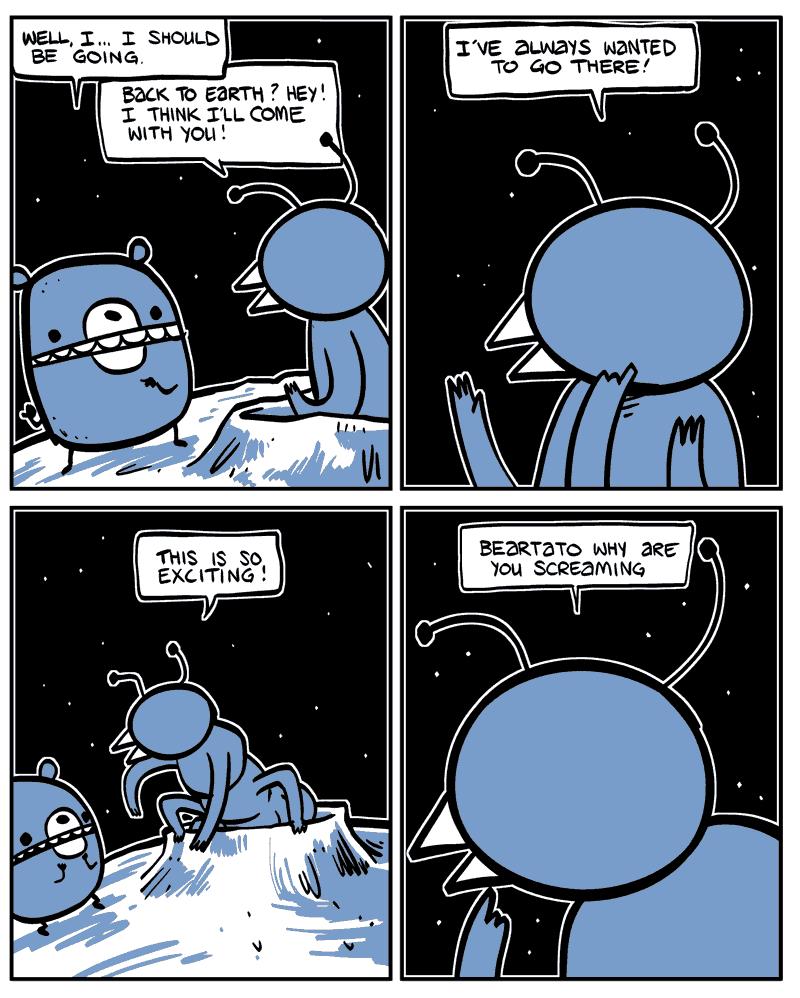 WELL, I... I SHOULD
BE GOING.
BACK TO EARTH? HEY!
I THINK I'LL COME
WITH YOU!
I'VE ALWAYS WANTED
TO GO THERE!
THIS IS SO
EXCITING!
BEARTATO WHY ARE
YOU SCREAMING